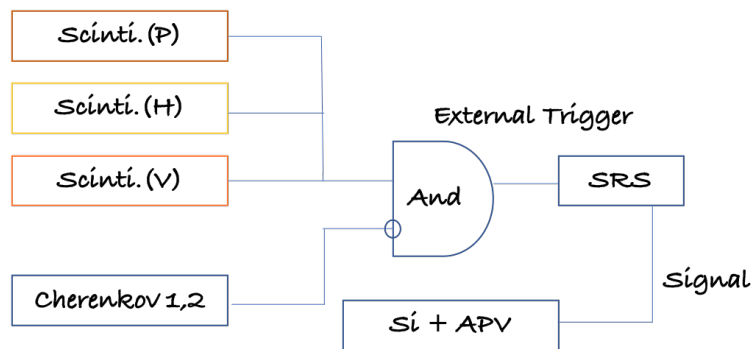 Scinti. (P)
Scinti. (H)
External Trigger
Scinti. (V)
And
SRS
Cherenkov 1,2
Signal
Si + APV